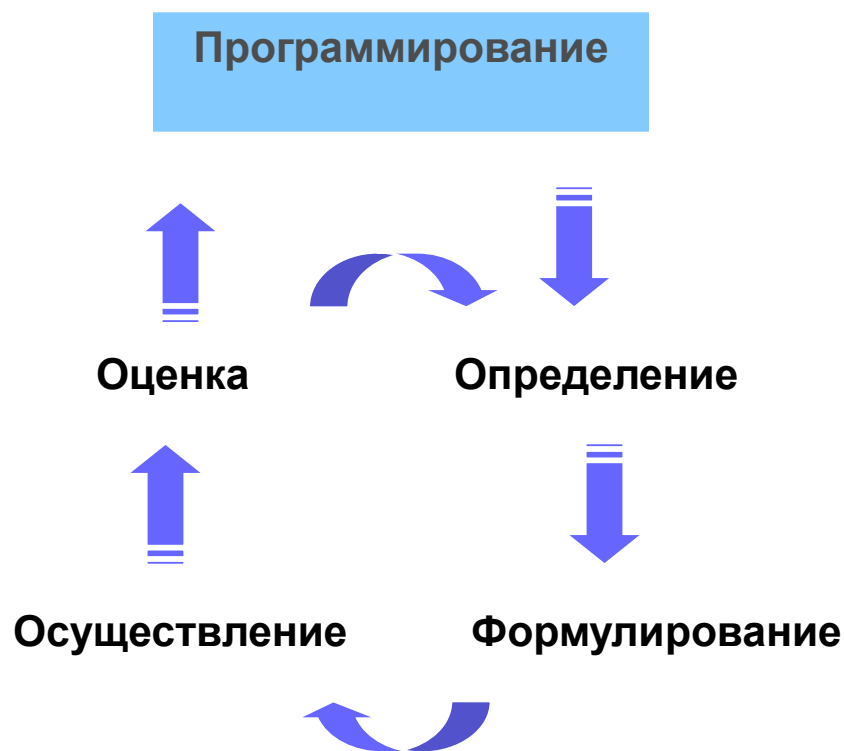 Программирование
Оценка
Определение
Осуществление
Формулирование